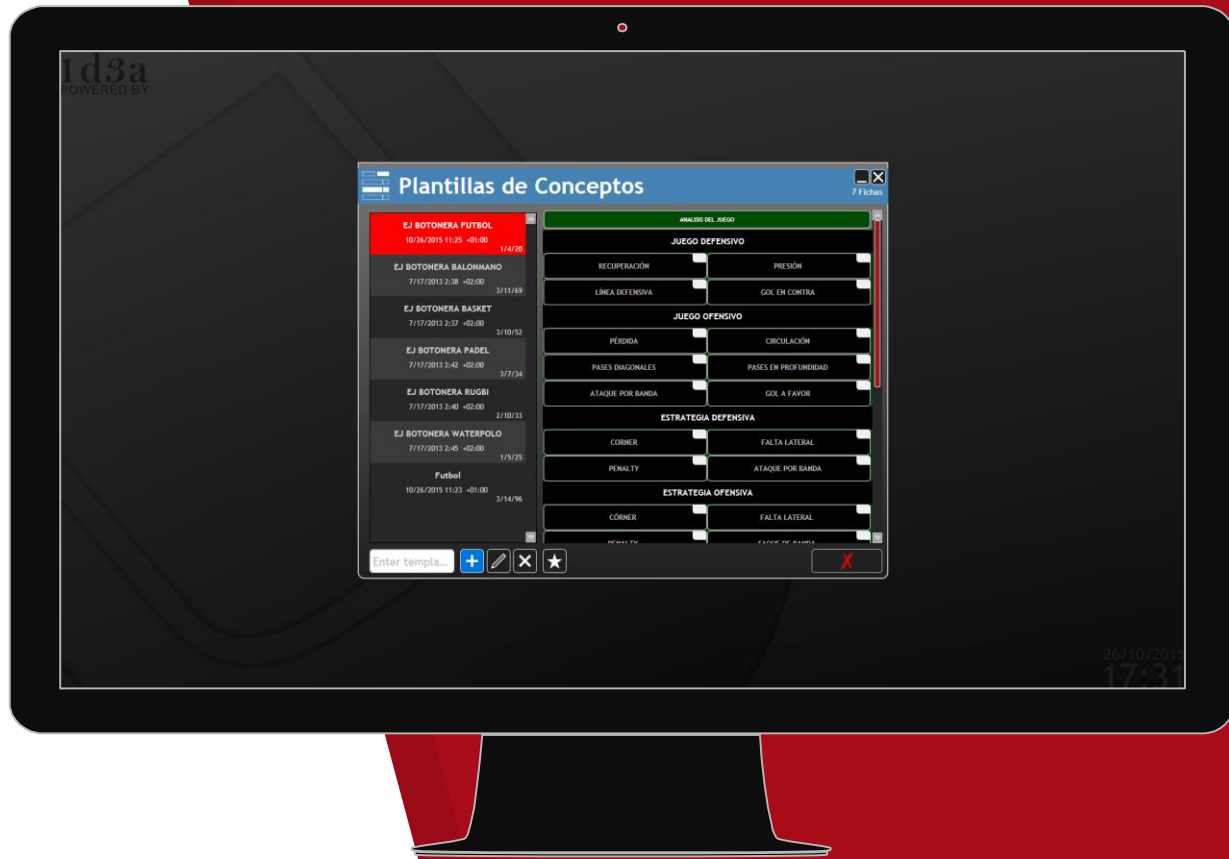 1d3a
POWERED BY
Plantillas de Conceptos
7 Fichas
EJ BOTONERA FUTBOL
10/26/2015 11:25 +01:00
1/4/20
EJ BOTONERA BALONMANO
7/17/2013 2:38 +02:00
3/11/69
EJ BOTONERA BASKET
7/17/2013 2:37 +02:00
3/10/52
EJ BOTONERA PADEL
7/17/2013 2:42 +02:00
3/7/34
EJ BOTONERA RUGBI
7/17/2013 2:40 +02:00
2/10/33
EJ BOTONERA WATERPOLO
7/17/2013 2:45 +02:00
1/5/25
Futbol
10/26/2015 11:23 +01:00
3/14/96
ANALISIS DEL JUEGO
JUEGO DEFENSIVO
RECUPERACIÓN PRESIÓN
LÍNEA DEFENSIVA GOL EN CONTRA
JUEGO OFENSIVO
PÉRDIDA CIRCULACIÓN
PASES DIAGONALES PASES EN PROFUNDIDAD
ATAQUE POR BANDA GOL A FAVOR
ESTRATEGIA DEFENSIVA
CORNER FALTA LATERAL
PENALTY ATAQUE POR BANDA
ESTRATEGIA OFENSIVA
CÓRNER FALTA LATERAL
PENALTY
Enter templa...
26/10/2015
17:31